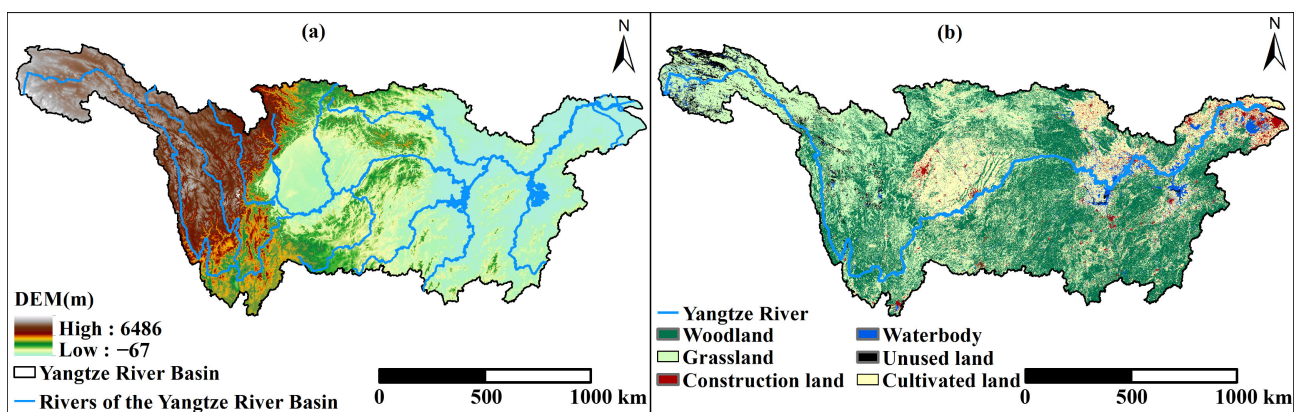 (a)
N
DEM(m)
High : 6486
Low : −67
Yangtze River Basin
Rivers of the Yangtze River Basin
0 500 1000 km
(b)
N
Yangtze River
Woodland
Waterbody
Grassland
Unused land
Construction land
Cultivated land
0 500 1000 km